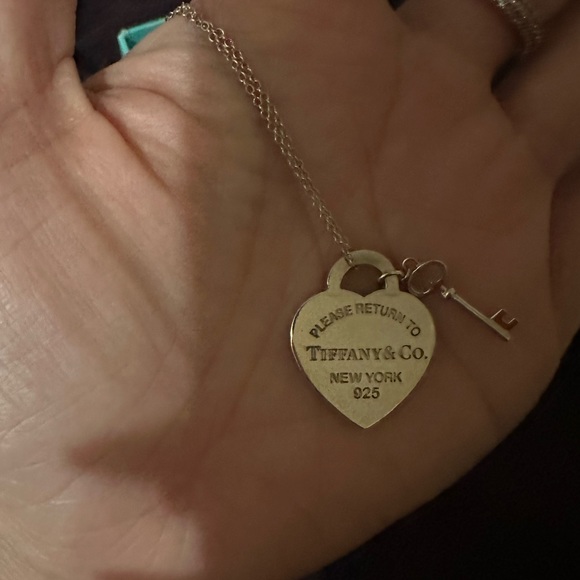 PLEASE RETURN TO
TIFFANY & CO.
NEW YORK
925